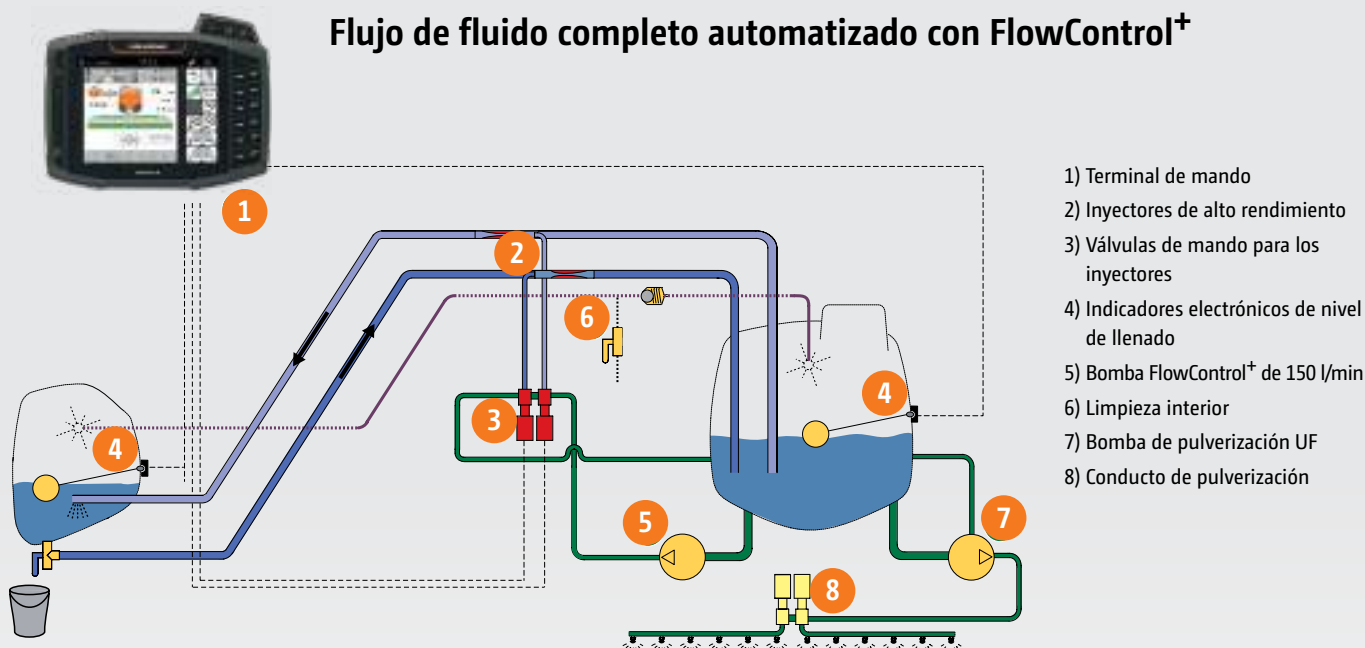 Flujo de fluido completo automatizado con FlowControl+
1
2
6
4
3
4
5
7
8
1) Terminal de mando
2) Inyectores de alto rendimiento
3) Válvulas de mando para los
inyectores
4) Indicadores electrónicos de nivel
de llenado
5) Bomba FlowControl+ de 150 l/min
6) Limpieza interior
7) Bomba de pulverización UF
8) Conducto de pulverización